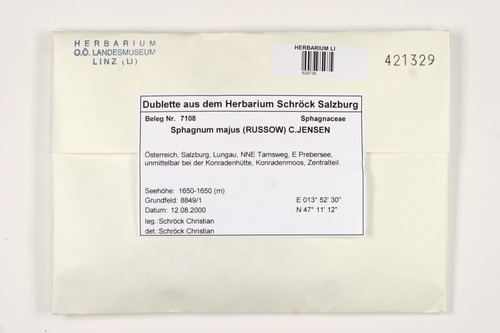 HERBARIUM
O.Ö. LANDESMUSEUM
LINZ (LI)
HERBARIUM LI
421329
Dublette aus dem Herbarium Schröck Salzburg
Beleg Nr. 7108 Sphagnaceae
Sphagnum majus (RUSSOW) C.JENSEN
Österreich, Salzburg, Lungau, NNE Tamsweg, E Prebersee,
unmittelbar bei der Konradenhütte, Konradenmoos, Zentralteil.
Seehöhe: 1650-1650 (m)
Grundfeld: 8849/1 E 013° 52' 30"
Datum: 12.08.2000 N 47° 11' 12"
leg.:Schröck Christian
det.:Schröck Christian